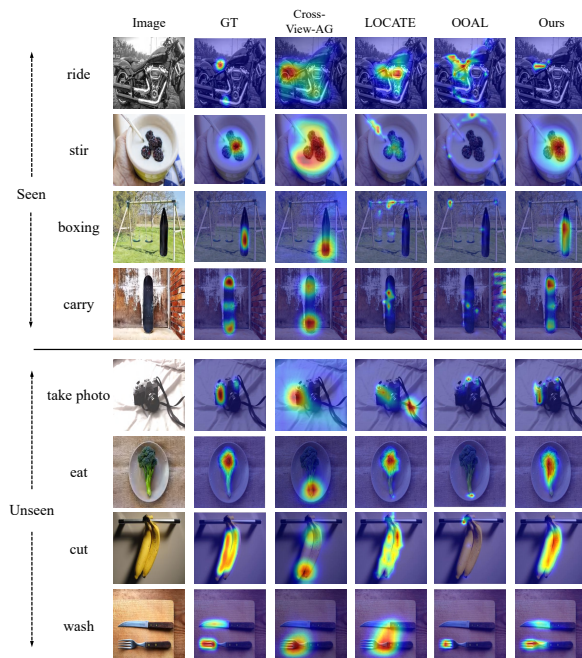 Image GT Cross-View-AG LOCATE OOAL Ours
ride
stir
Seen
boxing
carry
take photo
eat
Unseen
cut
wash